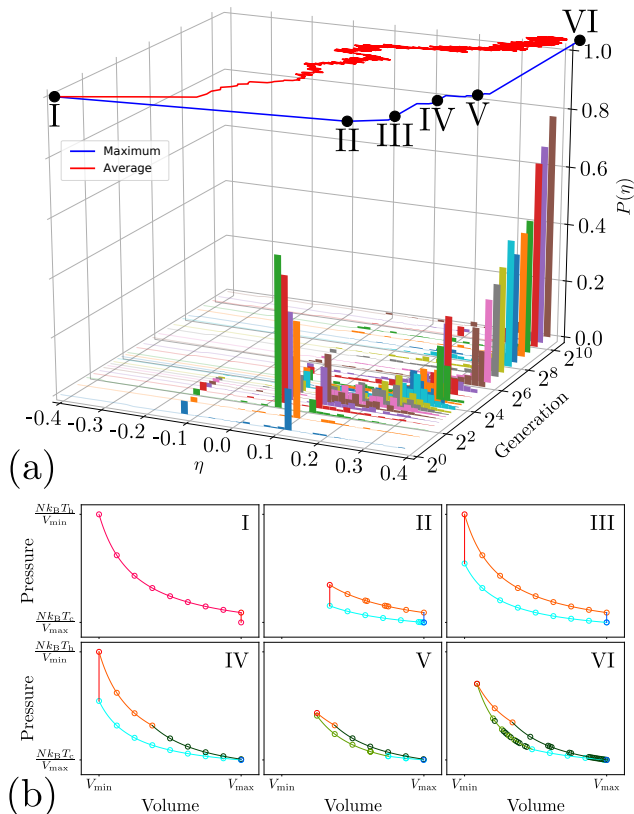 VI
1.0
I
II
III
IV
V
0.8
Maximum
Average
P(η)
0.6
0.4
0.2
0.0
2^10
2^8
2^6
2^4
2^2
2^0
Generation
-0.4
-0.3
-0.2
-0.1
0.0
0.1
0.2
0.3
0.4
η
(a)
Nk_BT_h/V_min
Pressure
Nk_BT_c/V_max
I
II
III
Nk_BT_h/V_min
Pressure
Nk_BT_c/V_max
IV
V
VI
V_min V_max V_min V_max V_min V_max
(b)
Volume Volume Volume